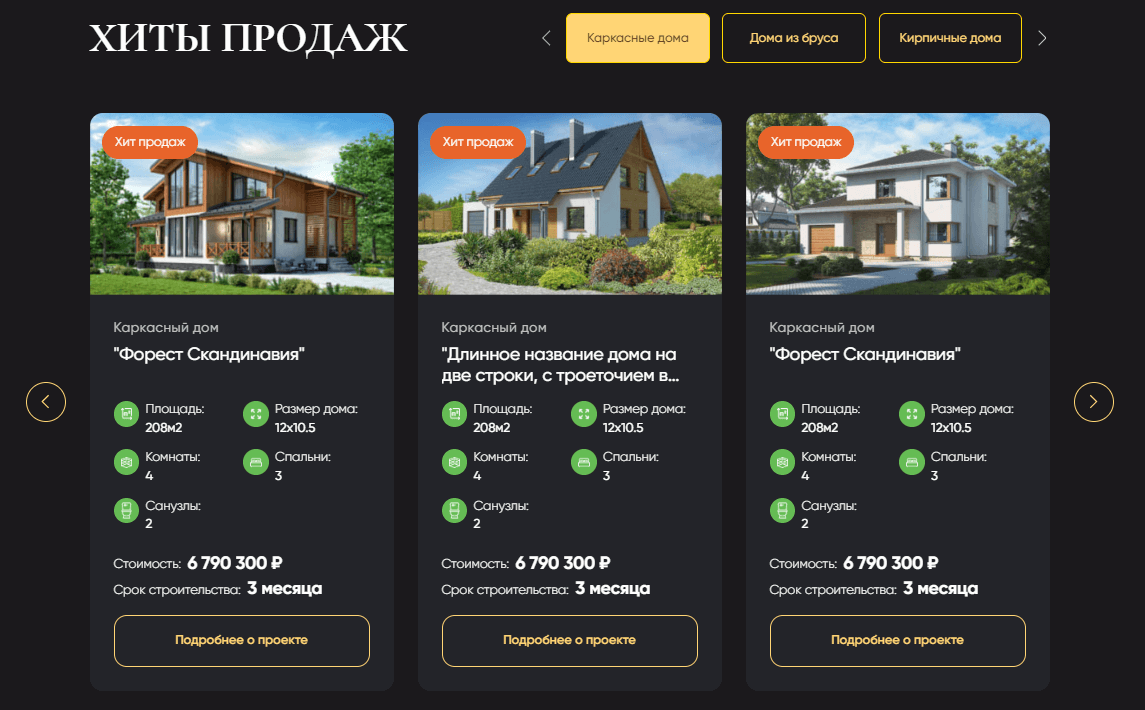 ХИТЫ ПРОДАЖ
Каркасные дома
Дома из бруса
Кирпичные дома
Хит продаж
Каркасный дом
"Форест Скандинавия"
Площадь:
208м2
Размер дома:
12x10.5
Комнаты:
4
Спальни:
3
Санузлы:
2
Стоимость: 6 790 300 ₽
Срок строительства: 3 месяца
Подробнее о проекте
Хит продаж
Каркасный дом
"Длинное название дома на
две строки, с троеточием в...
Площадь:
208м2
Размер дома:
12x10.5
Комнаты:
4
Спальни:
3
Санузлы:
2
Стоимость: 6 790 300 ₽
Срок строительства: 3 месяца
Подробнее о проекте
Хит продаж
Каркасный дом
"Форест Скандинавия"
Площадь:
208м2
Размер дома:
12x10.5
Комнаты:
4
Спальни:
3
Санузлы:
2
Стоимость: 6 790 300 ₽
Срок строительства: 3 месяца
Подробнее о проекте